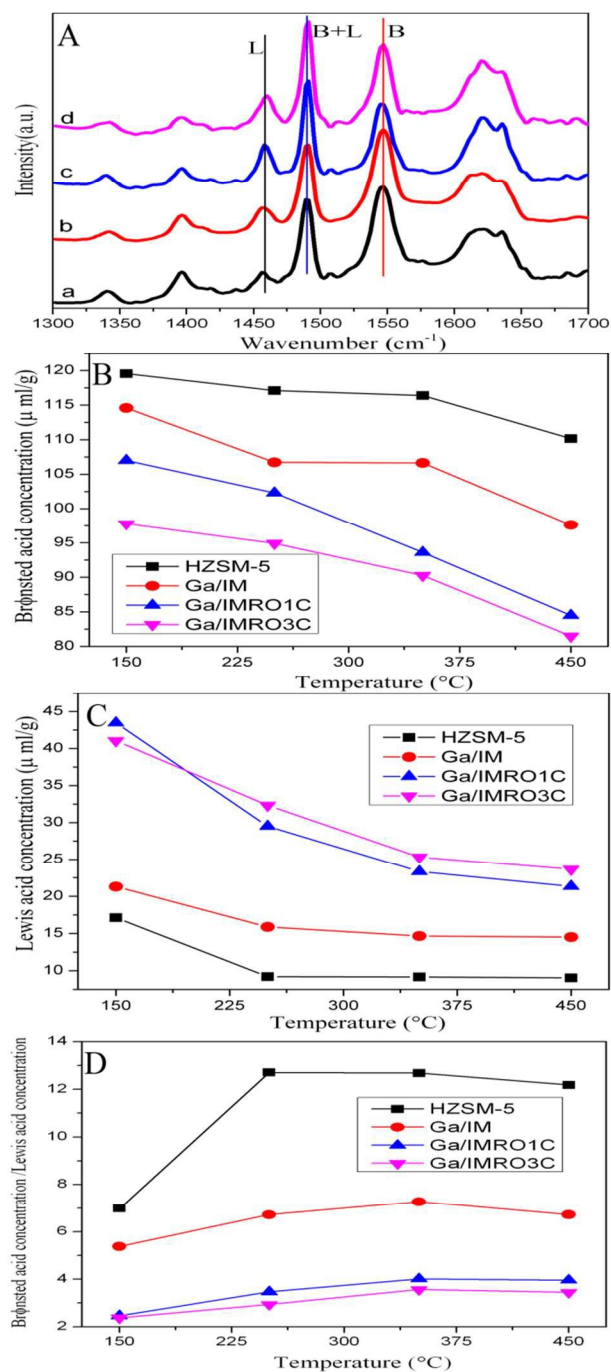 A
L
B+L
B
d
c
b
a
Intensity(a.u.)
1300 1350 1400 1450 1500 1550 1600 1650 1700
Wavenumber (cm⁻¹)
B
120
115
110
105
100
95
90
85
80
Brϕnsted acid concentration (μ ml/g)
HZSM-5
Ga/IM
Ga/IMRO1C
Ga/IMRO3C
150 225 300 375 450
Temperature (°C)
C
45
40
35
30
25
20
15
10
Lewis acid concentration (μ ml/g)
HZSM-5
Ga/IM
Ga/IMRO1C
Ga/IMRO3C
150 225 300 375 450
Temperature (°C)
D
14
12
10
8
6
4
2
Brϕnsted acid concentration /Lewis acid concentration
HZSM-5
Ga/IM
Ga/IMRO1C
Ga/IMRO3C
150 225 300 375 450
Temperature (°C)